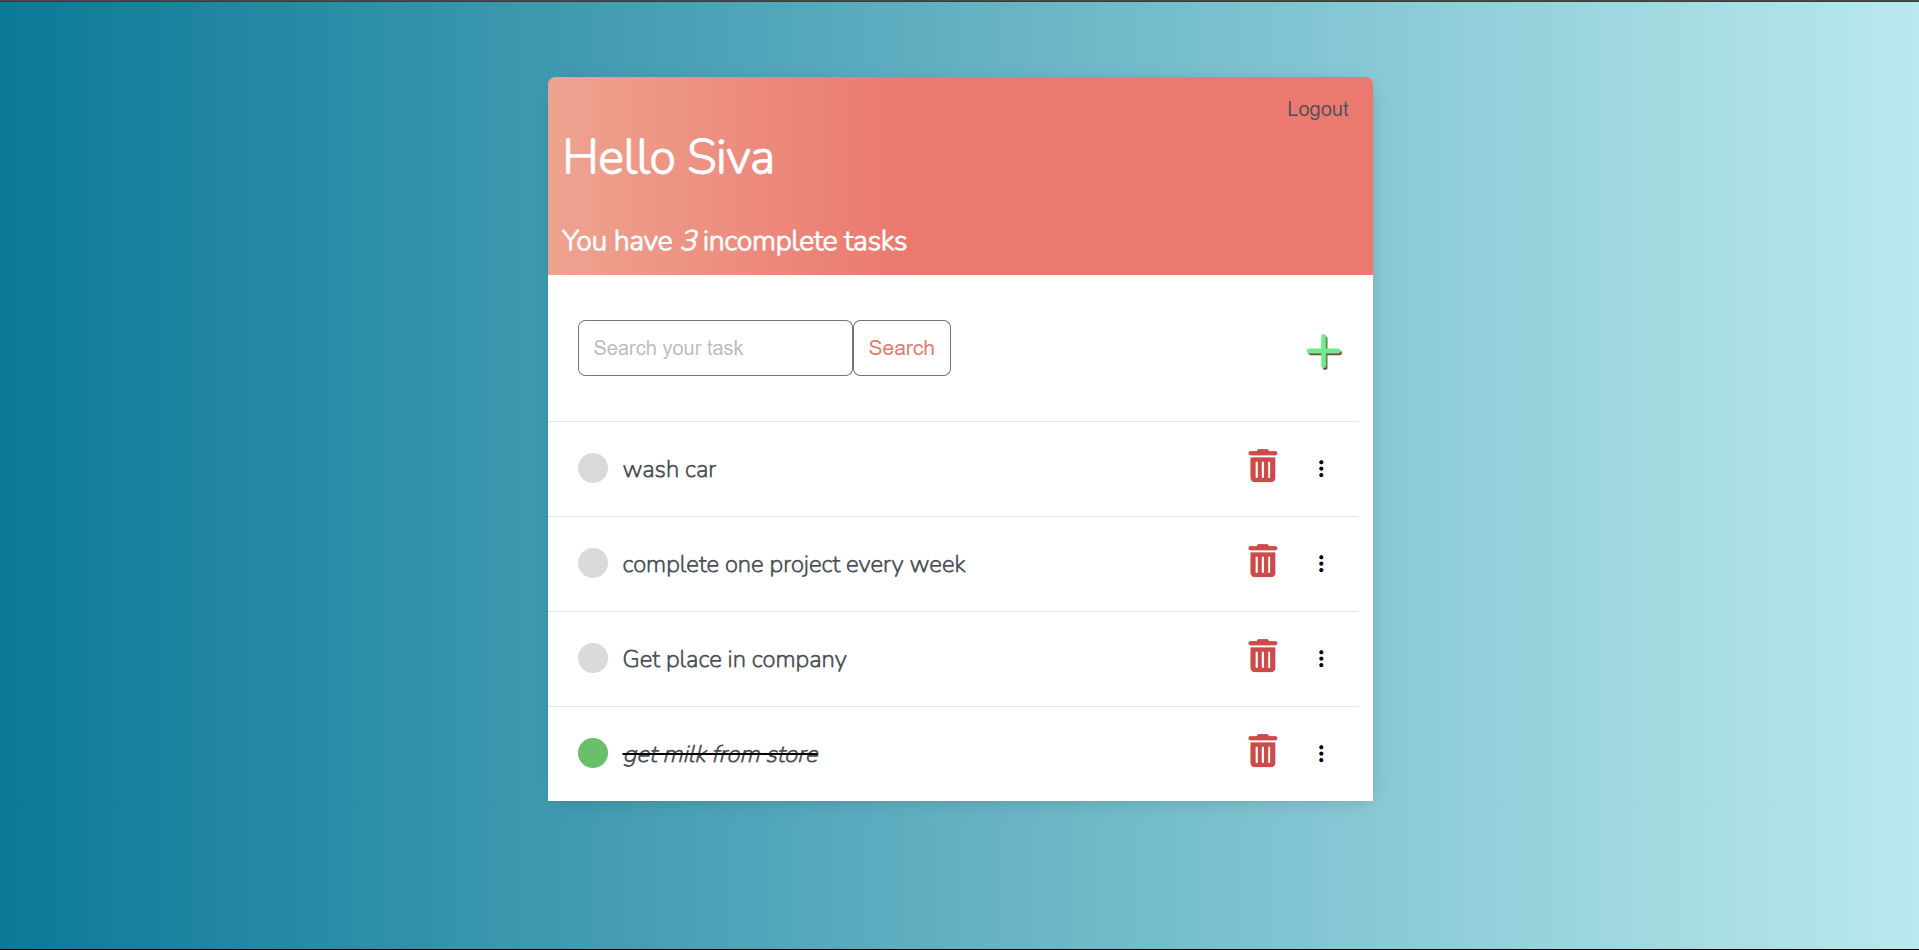 Logout
Hello Siva
You have 3 incomplete tasks
Search your task
Search
wash car
complete one project every week
Get place in company
get milk from store